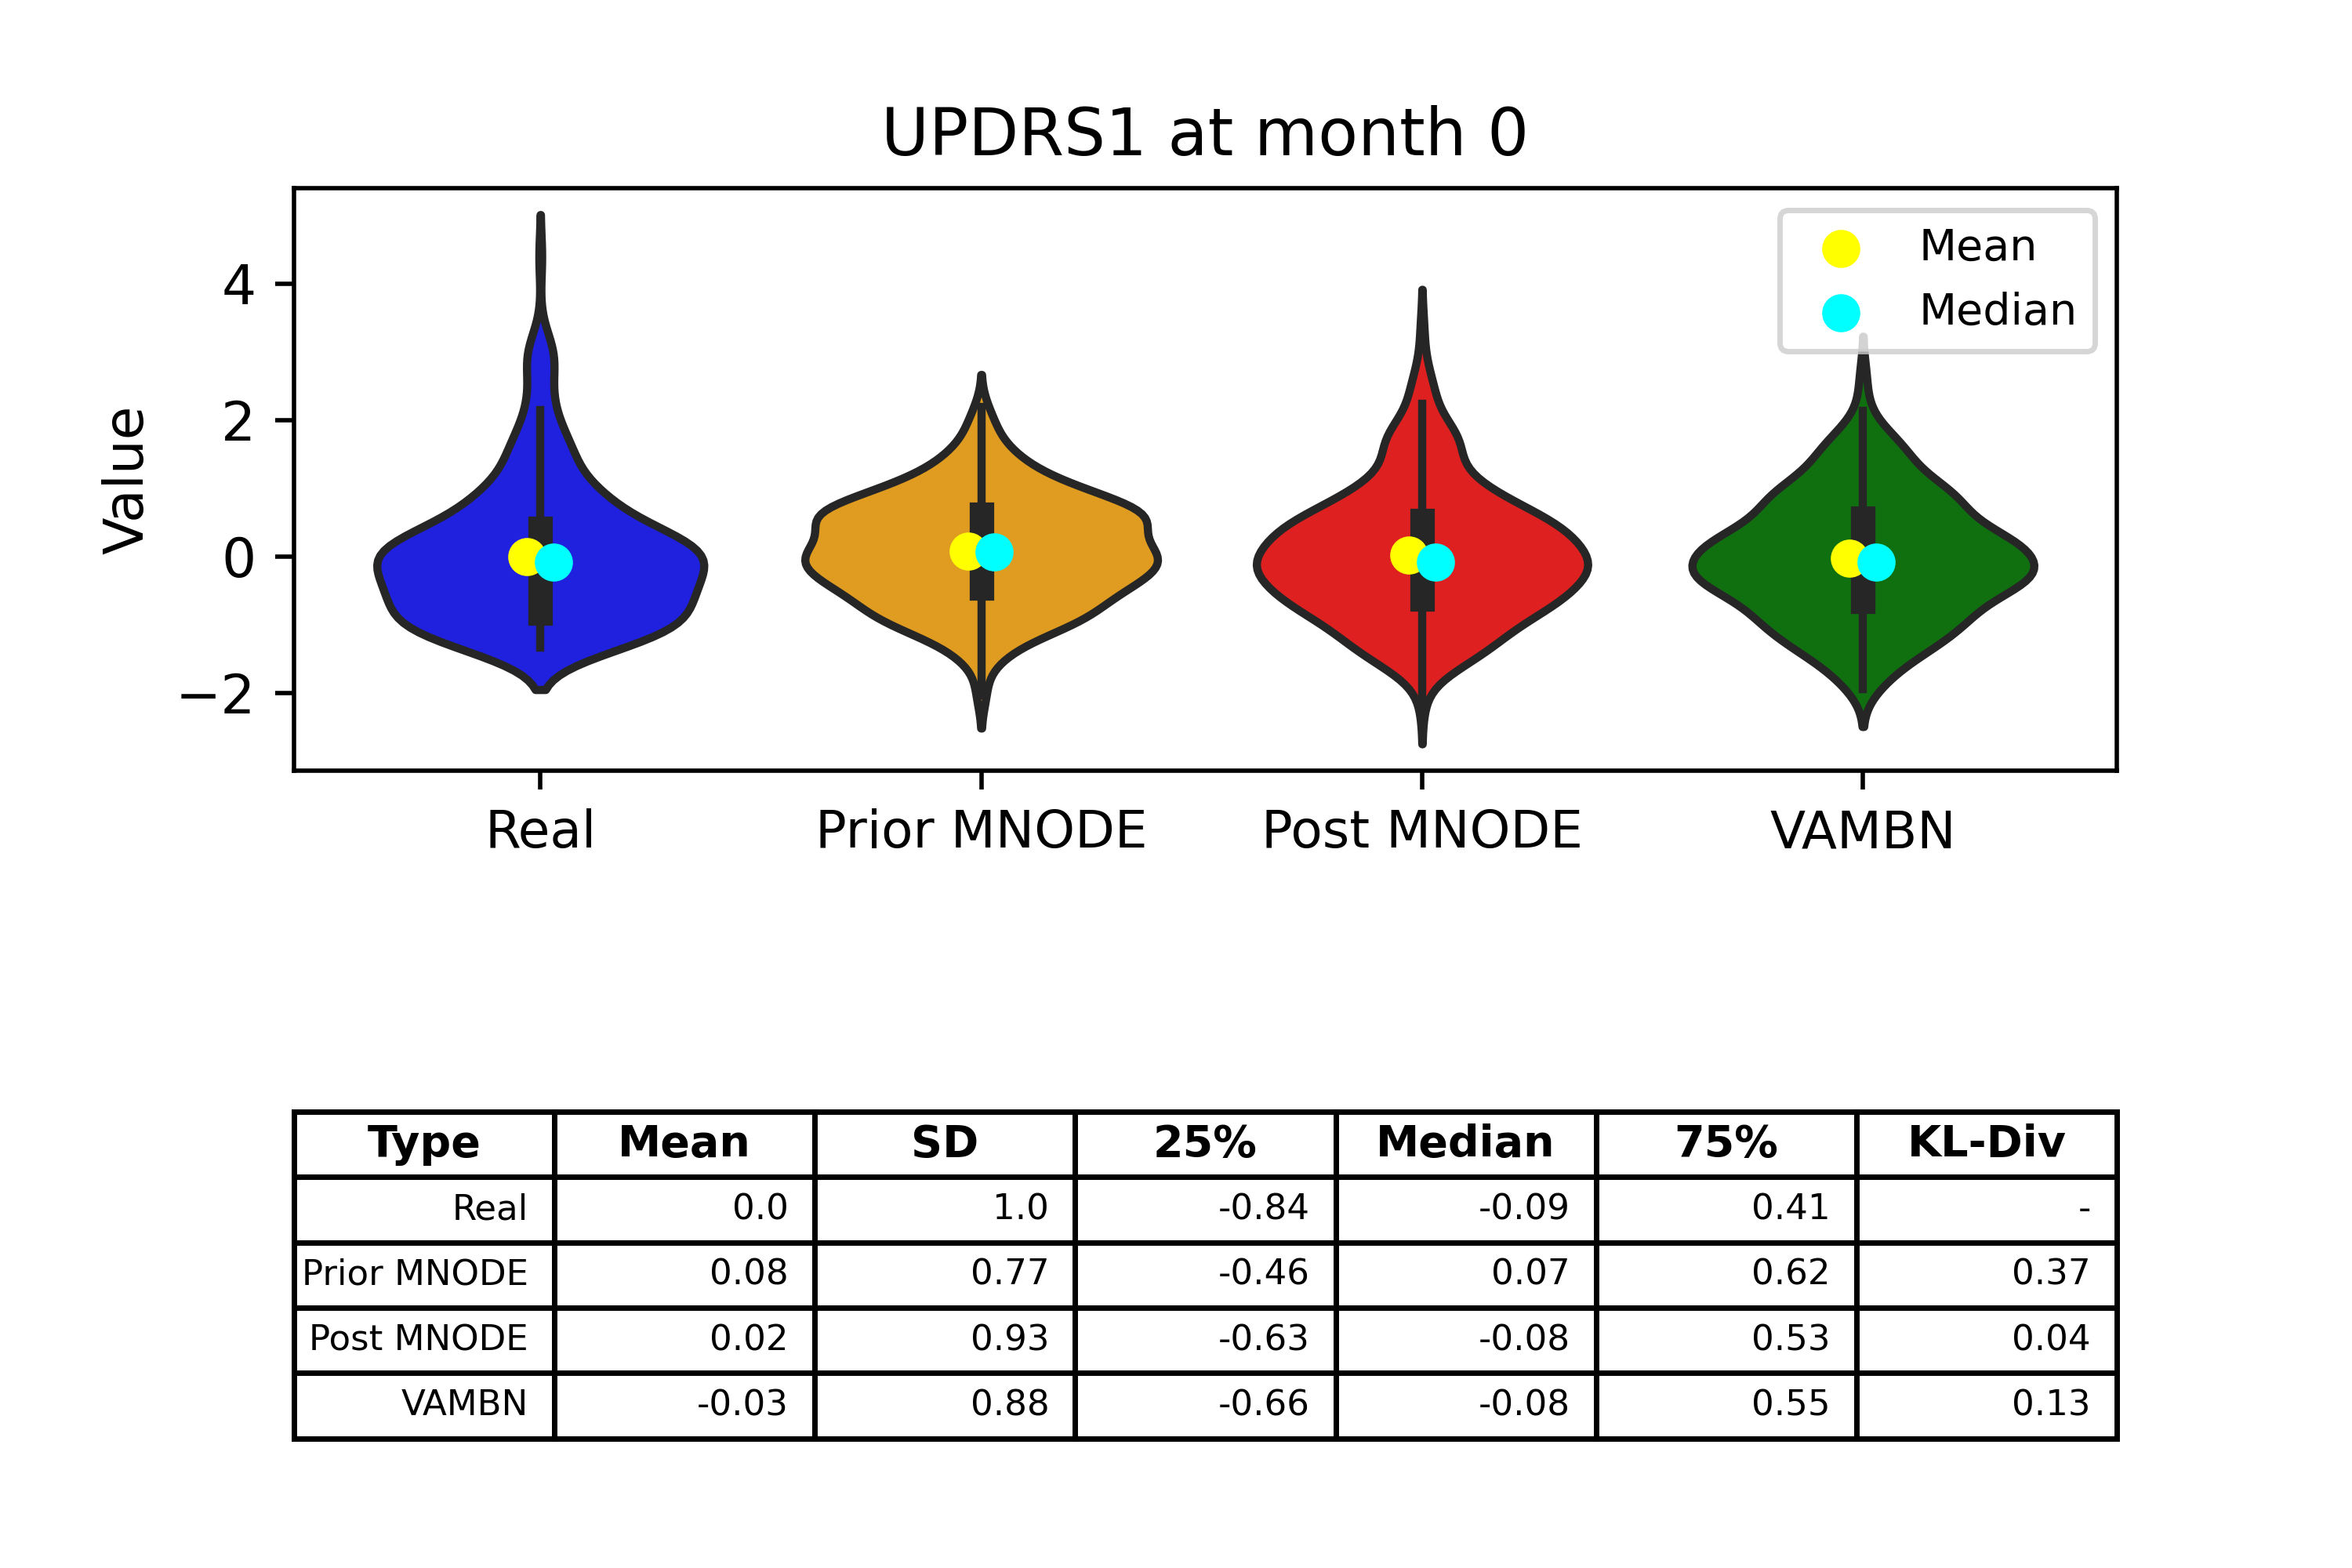 UPDRS1 at month 0
Mean
Median
Value
4
2
0
−2
Real Prior MNODE Post MNODE VAMBN
Type Mean SD 25% Median 75% KL-Div
Real 0.0 1.0 -0.84 -0.09 0.41 -
Prior MNODE 0.08 0.77 -0.46 0.07 0.62 0.37
Post MNODE 0.02 0.93 -0.63 -0.08 0.53 0.04
VAMBN -0.03 0.88 -0.66 -0.08 0.55 0.13